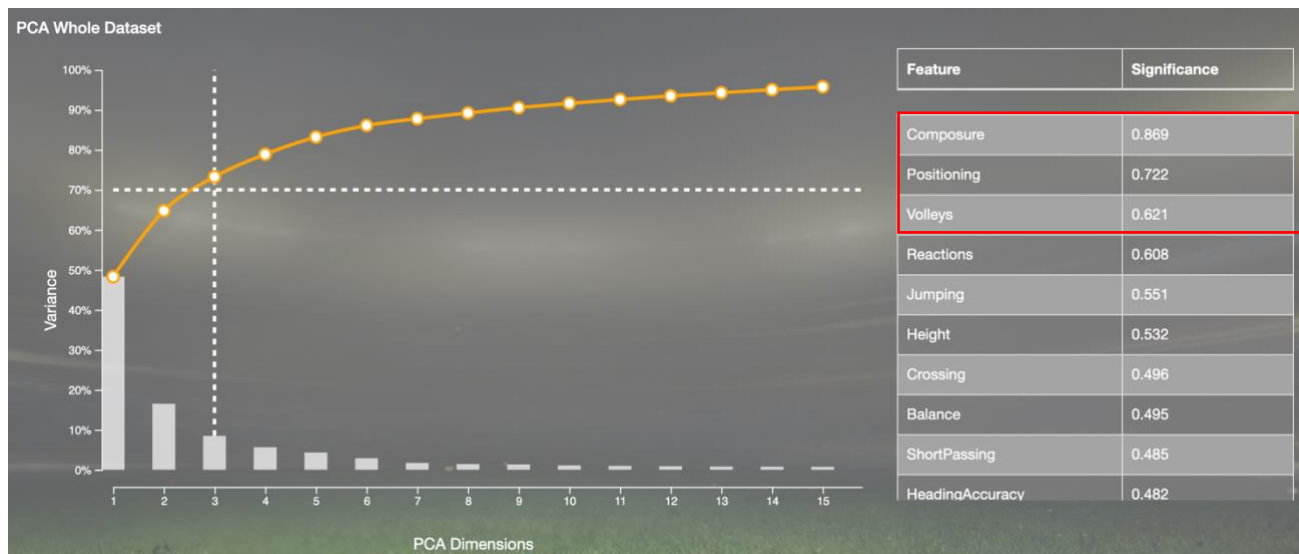 PCA Whole Dataset
100%
90%
80%
70%
60%
50%
40%
30%
20%
10%
0%
Variance
1 2 3 4 5 6 7 8 9 10 11 12 13 14 15
PCA Dimensions
Feature Significance
Composure 0.869
Positioning 0.722
Volleys 0.621
Reactions 0.608
Jumping 0.551
Height 0.532
Crossing 0.496
Balance 0.495
ShortPassing 0.485
HeadingAccuracy 0.482